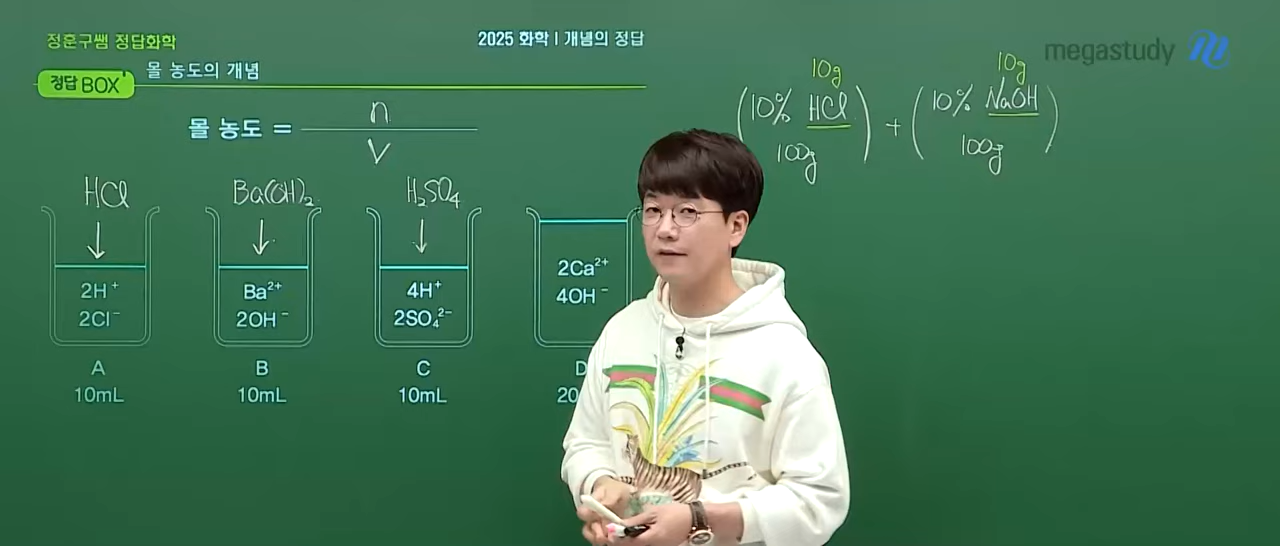 정훈구쌤 정답화학
2025 화학 I 개념의 정답
megastudy
정답 BOX
몰 농도의 개념
몰 농도 = n
V
10g
10g
(10% HCl) + (10% NaOH)
100g
100g
HCl
Ba(OH)₂
H₂SO₄
2H⁺
2Cl⁻
A
10mL
Ba²⁺
2OH⁻
B
10mL
4H⁺
2SO₄²⁻
C
10mL
2Ca²⁺
4OH⁻
D
20